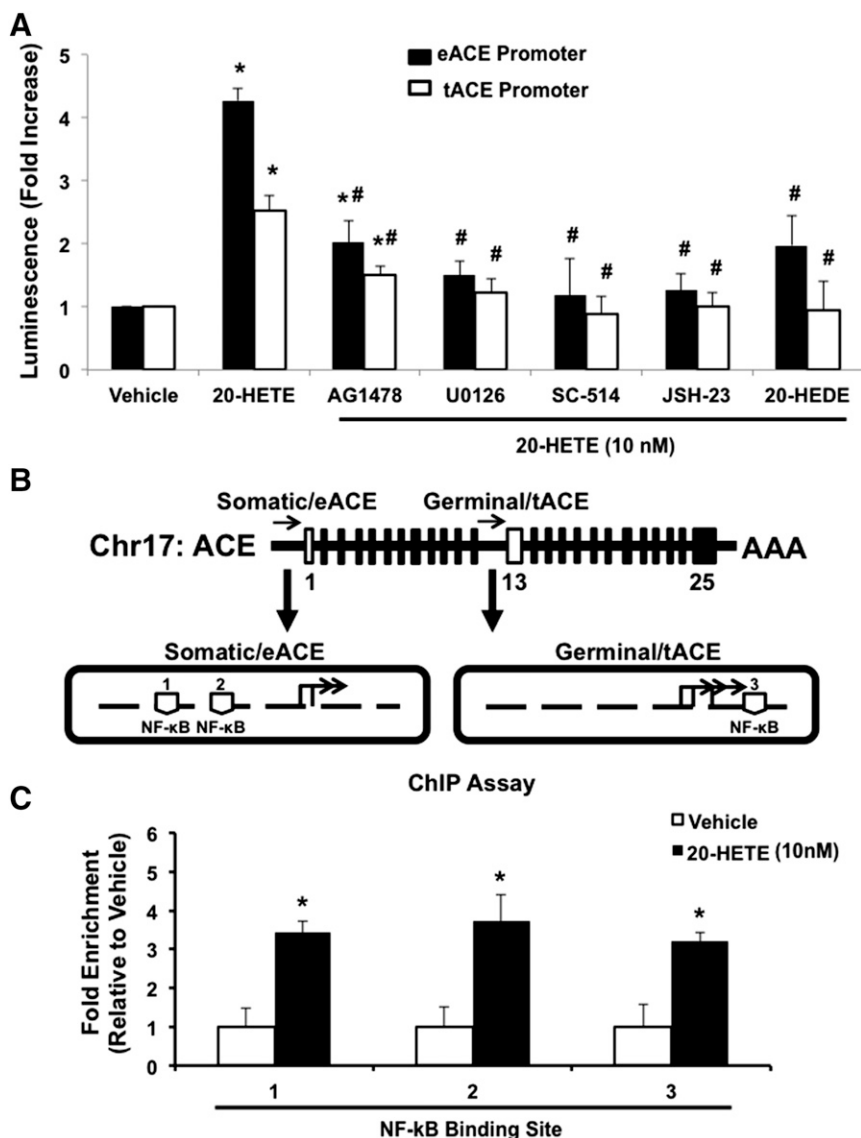 A
Luminescence (Fold Increase)
5
4
3
2
1
0
eACE Promoter
tACE Promoter
*
*
*#
*#
#
#
#
#
#
#
#
#
Vehicle 20-HETE AG1478 U0126 SC-514 JSH-23 20-HEDE
20-HETE (10 nM)
B
Somatic/eACE Germinal/tACE
Chr17: ACE AAA
1 13 25
Somatic/eACE Germinal/tACE
1 2 3
NF-κB NF-κB NF-κB
ChIP Assay
C
Fold Enrichment
(Relative to Vehicle)
6
5
4
3
2
1
0
Vehicle
20-HETE (10nM)
*
*
*
1 2 3
NF-kB Binding Site